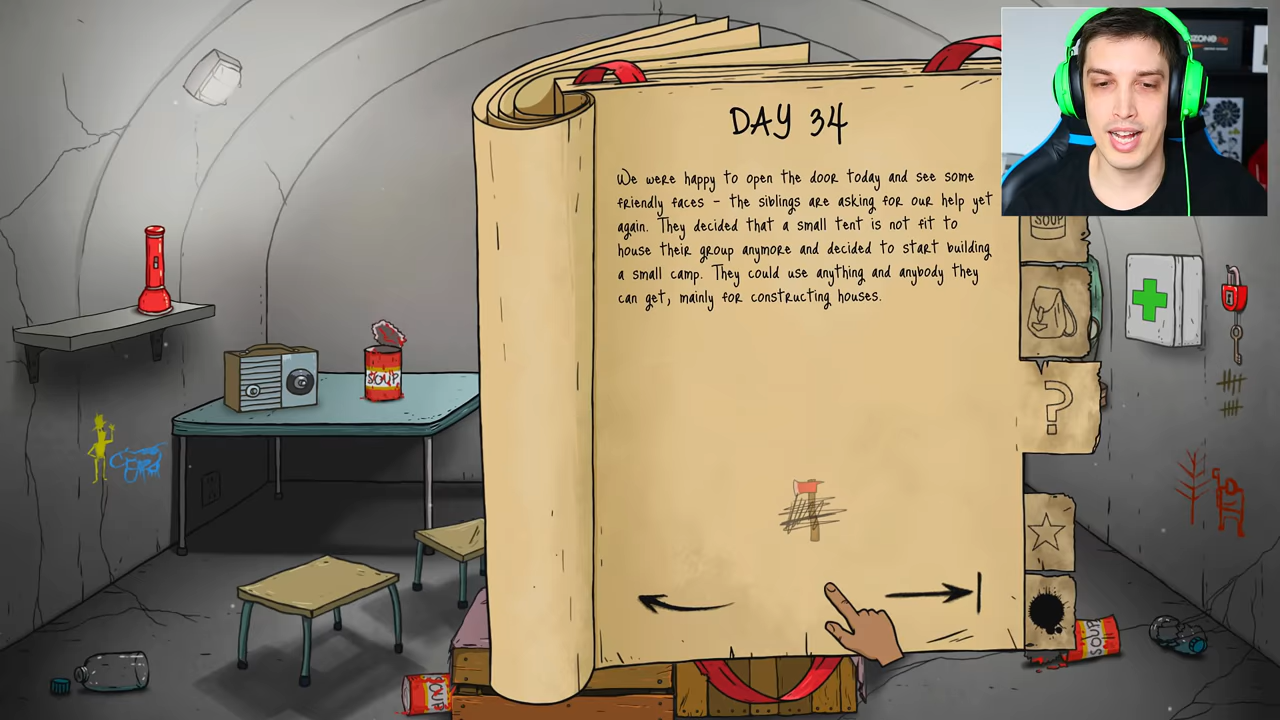 DAY 34
We were happy to open the door today and see some
friendly faces - the siblings are asking for our help yet
again. They decided that a small tent is not fit to
house their group anymore and decided to start building
a small camp. They could use anything and anybody they
can get, mainly for constructing houses.
SOUP
SOUP
SOUP
SOUP